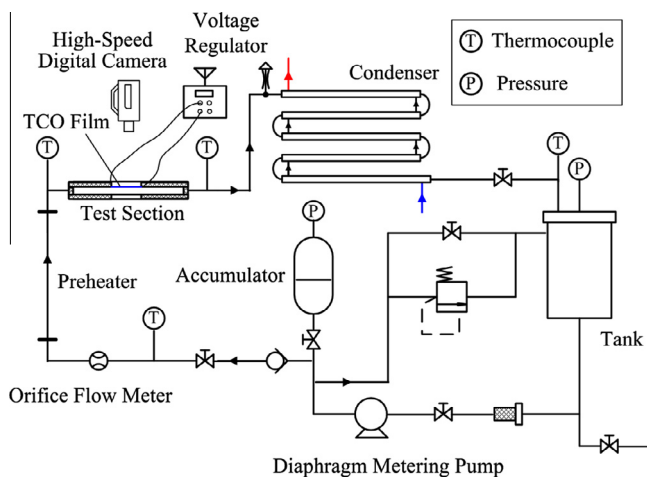 High-Speed
Digital Camera
Voltage
Regulator
Condenser
T Thermocouple
P Pressure
TCO Film
T
T
T
P
Test Section
P
Accumulator
Preheater
T
Tank
Orifice Flow Meter
Diaphragm Metering Pump